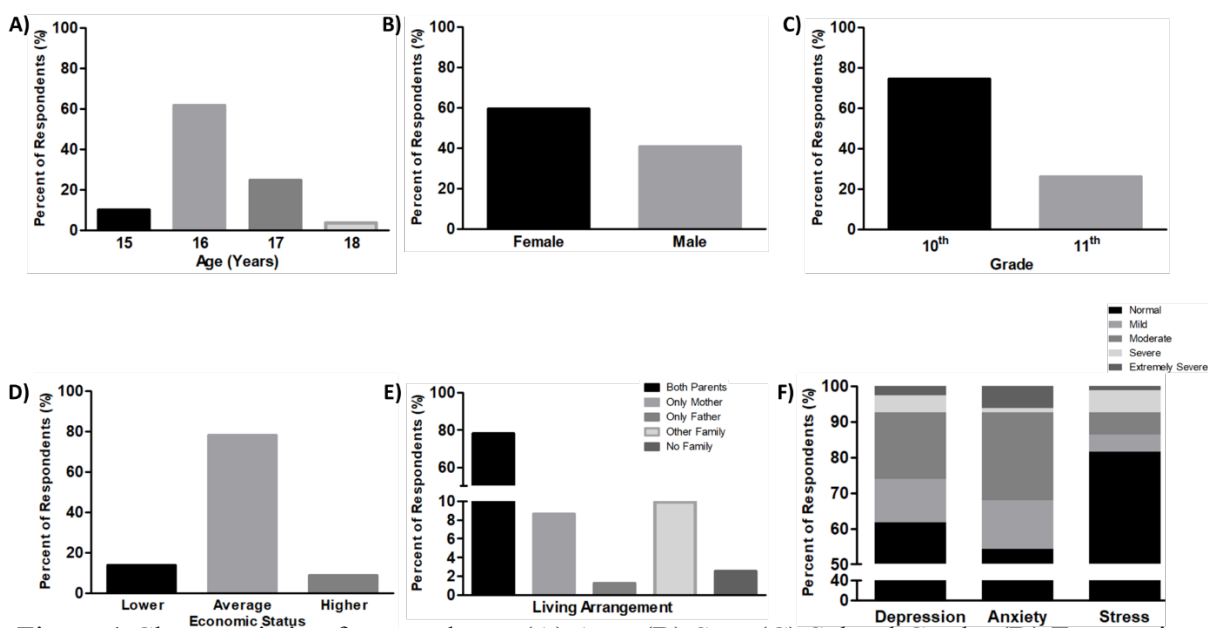 A)
Percent of Respondents (%)
100
80
60
40
20
0
15 16 17 18
Age (Years)
B)
Percent of Respondents (%)
100
80
60
40
20
0
Female Male
C)
Percent of Respondents (%)
100
80
60
40
20
0
10th 11th
Grade
D)
Percent of Respondents (%)
100
80
60
40
20
0
Lower Average Higher
Economic Status
E)
Percent of Respondents (%)
100
80
60
10
8
6
4
2
0
Both Parents
Only Mother
Only Father
Other Family
No Family
Living Arrangement
Normal
Mild
Moderate
Severe
Extremely Severe
F)
Percent of Respondents (%)
100
90
80
70
60
50
40
0
Depression Anxiety Stress